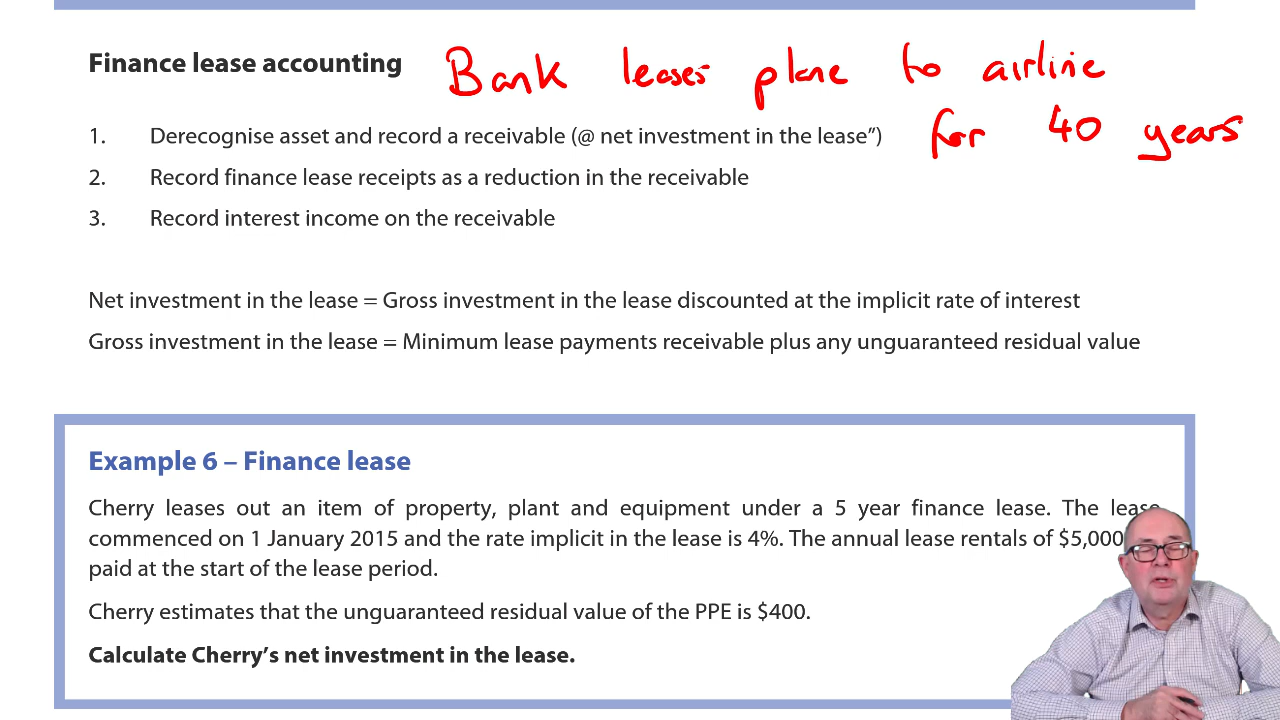 Finance lease accounting
Bank leases plane to airline
for 40 years
1. Derecognise asset and record a receivable (@ net investment in the lease”)
2. Record finance lease receipts as a reduction in the receivable
3. Record interest income on the receivable
Net investment in the lease = Gross investment in the lease discounted at the implicit rate of interest
Gross investment in the lease = Minimum lease payments receivable plus any unguaranteed residual value
Example 6 – Finance lease
Cherry leases out an item of property, plant and equipment under a 5 year finance lease. The lease
commenced on 1 January 2015 and the rate implicit in the lease is 4%. The annual lease rentals of $5,000
paid at the start of the lease period.
Cherry estimates that the unguaranteed residual value of the PPE is $400.
Calculate Cherry’s net investment in the lease.